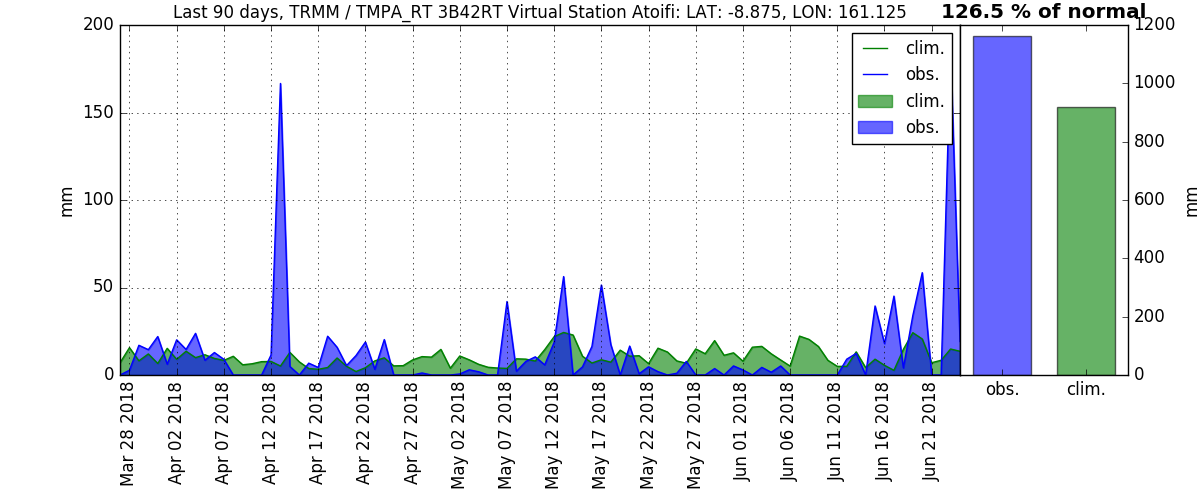 Last 90 days, TRMM / TMPA_RT 3B42RT Virtual Station Atoifi: LAT: -8.875, LON: 161.125
126.5 % of normal
200
150
100
50
0
mm
clim.
obs.
clim.
obs.
1200
1000
800
600
400
200
0
mm
Mar 28 2018
Apr 02 2018
Apr 07 2018
Apr 12 2018
Apr 17 2018
Apr 22 2018
Apr 27 2018
May 02 2018
May 07 2018
May 12 2018
May 17 2018
May 22 2018
May 27 2018
Jun 01 2018
Jun 06 2018
Jun 11 2018
Jun 16 2018
Jun 21 2018
obs.
clim.